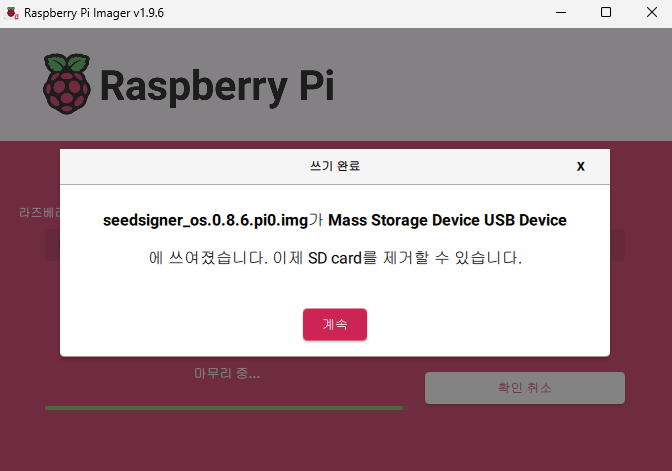 Raspberry Pi Imager v1.9.6
Raspberry Pi
쓰기 완료
X
라즈베
seedsigner_os.0.8.6.pi0.img가 Mass Storage Device USB Device
에 쓰여졌습니다. 이제 SD card를 제거할 수 있습니다.
계속
마무리 중...
확인 취소